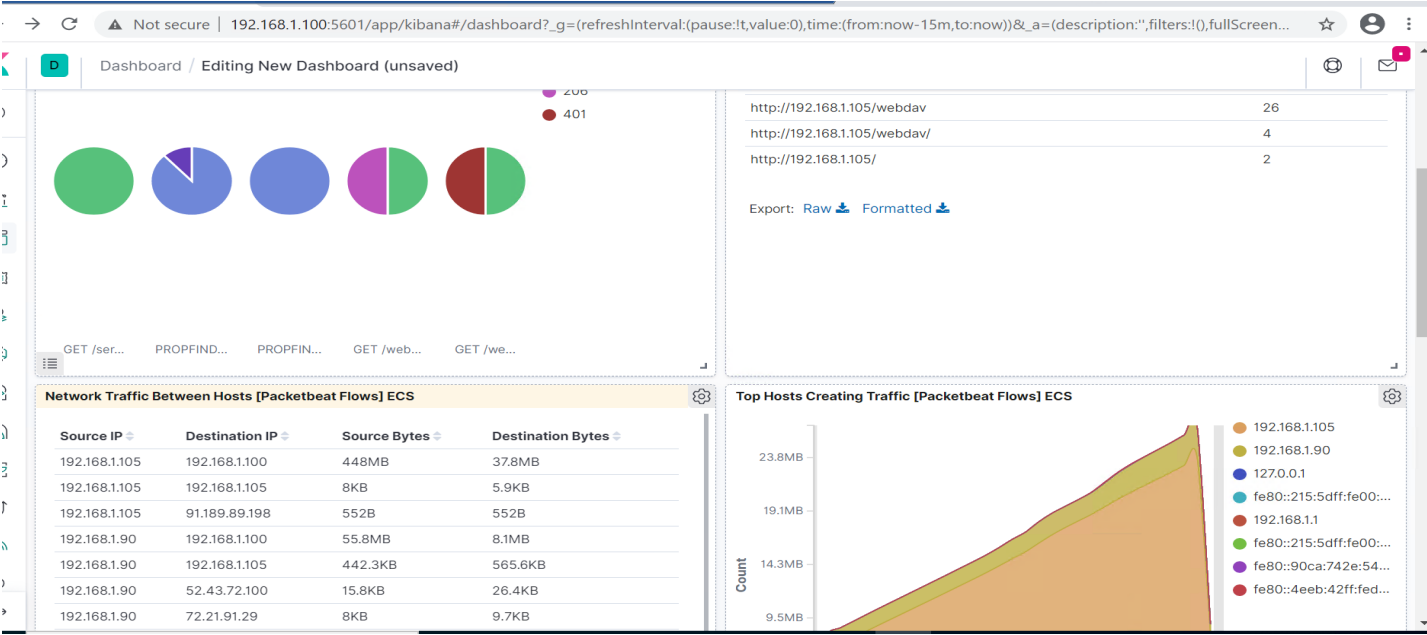 Not secure | 192.168.1.100:5601/app/kibana#/dashboard?_g=(refreshInterval:(pause:!t,value:0),time:(from:now-15m,to:now))&_a=(description:'',filters:!(),fullScreen...
D Dashboard / Editing New Dashboard (unsaved)
206
401
GET /ser... PROPFIND... PROPFIN... GET /web... GET /we...
http://192.168.1.105/webdav 26
http://192.168.1.105/webdav/ 4
http://192.168.1.105/ 2
Export: Raw Formatted
Network Traffic Between Hosts [Packetbeat Flows] ECS
Source IP Destination IP Source Bytes Destination Bytes
192.168.1.105 192.168.1.100 448MB 37.8MB
192.168.1.105 192.168.1.105 8KB 5.9KB
192.168.1.105 91.189.89.198 552B 552B
192.168.1.90 192.168.1.100 55.8MB 8.1MB
192.168.1.90 192.168.1.105 442.3KB 565.6KB
192.168.1.90 52.43.72.100 15.8KB 26.4KB
192.168.1.90 72.21.91.29 8KB 9.7KB
Top Hosts Creating Traffic [Packetbeat Flows] ECS
Count
23.8MB
19.1MB
14.3MB
9.5MB
192.168.1.105
192.168.1.90
127.0.0.1
fe80::215:5dff:fe00:...
192.168.1.1
fe80::215:5dff:fe00:...
fe80::90ca:742e:54...
fe80::4eeb:42ff:fed...